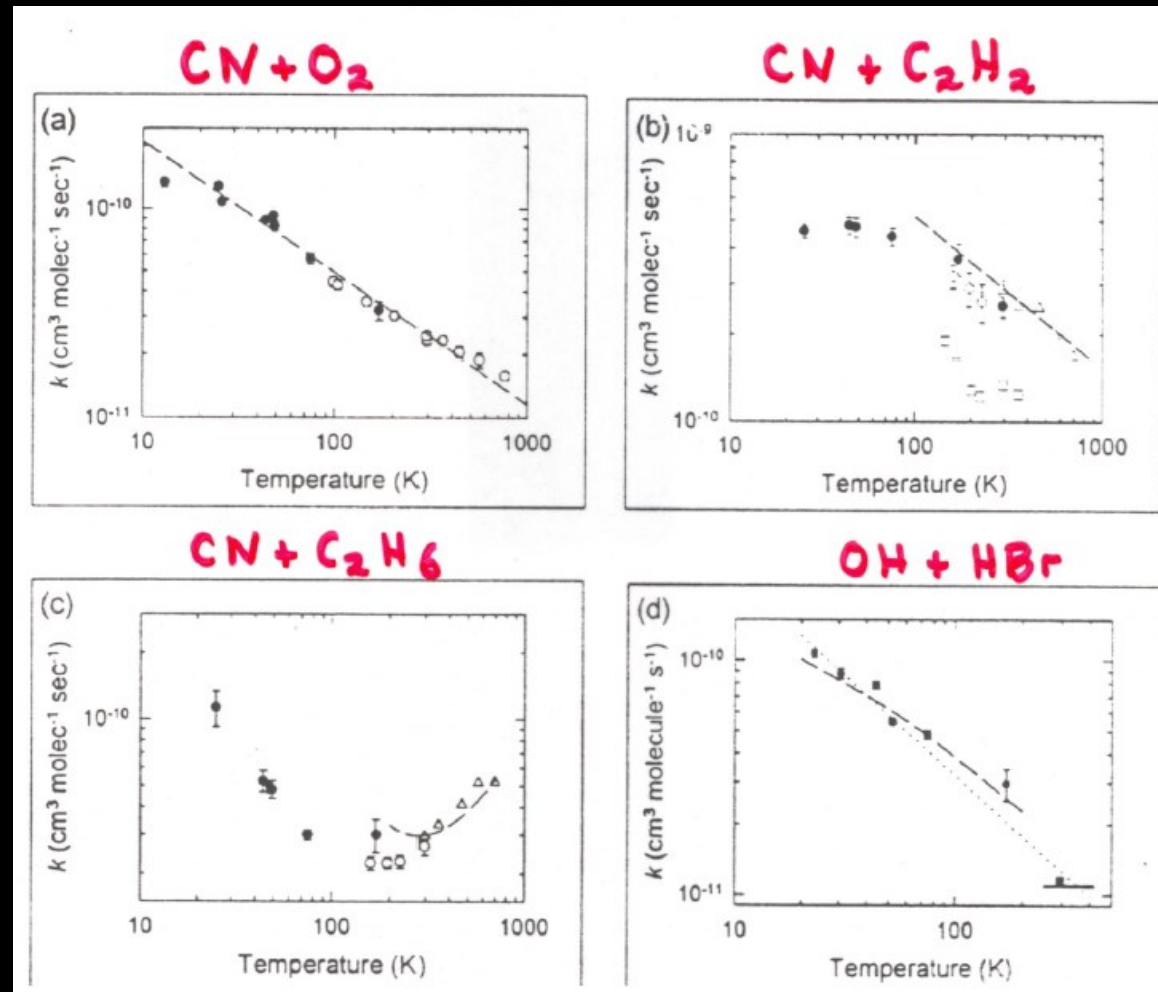 CN + O₂
(a)
k (cm³ molec⁻¹ sec⁻¹)
10⁻¹⁰
10⁻¹¹
10 100 1000
Temperature (K)
CN + C₂H₂
(b)
k (cm³ molec⁻¹ sec⁻¹)
10⁻⁹
10⁻¹⁰
10 100 1000
Temperature (K)
CN + C₂H₆
(c)
k (cm³ molec⁻¹ sec⁻¹)
10⁻¹⁰
10 100 1000
Temperature (K)
OH + HBr
(d)
k (cm³ molecule⁻¹ s⁻¹)
10⁻¹⁰
10⁻¹¹
10 100
Temperature (K)